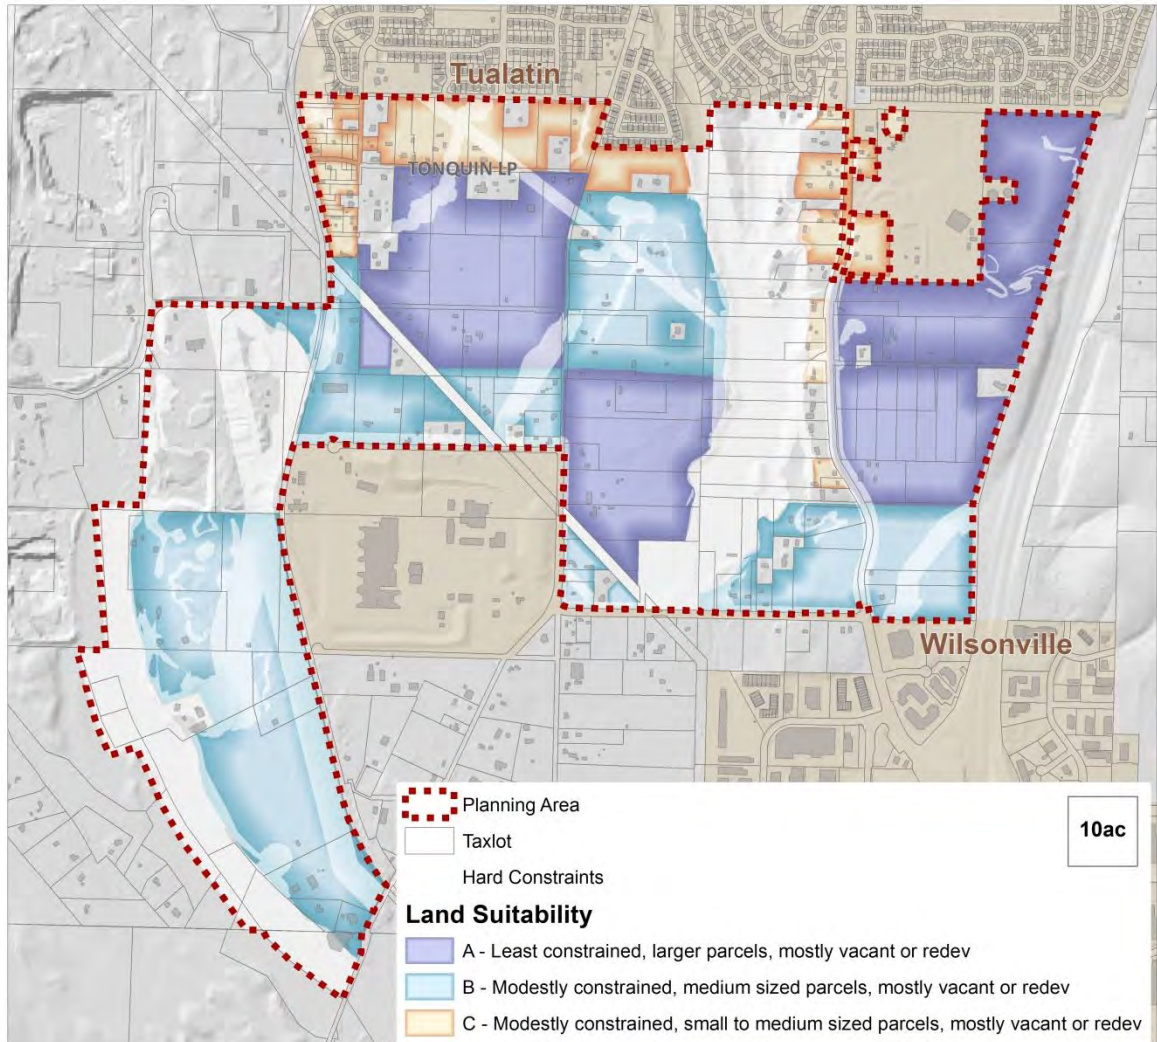 Tualatin
TONQUIN LP
Wilsonville
Planning Area
Taxlot
Hard Constraints
10ac
Land Suitability
A - Least constrained, larger parcels, mostly vacant or redev
B - Modestly constrained, medium sized parcels, mostly vacant or redev
C - Modestly constrained, small to medium sized parcels, mostly vacant or redev